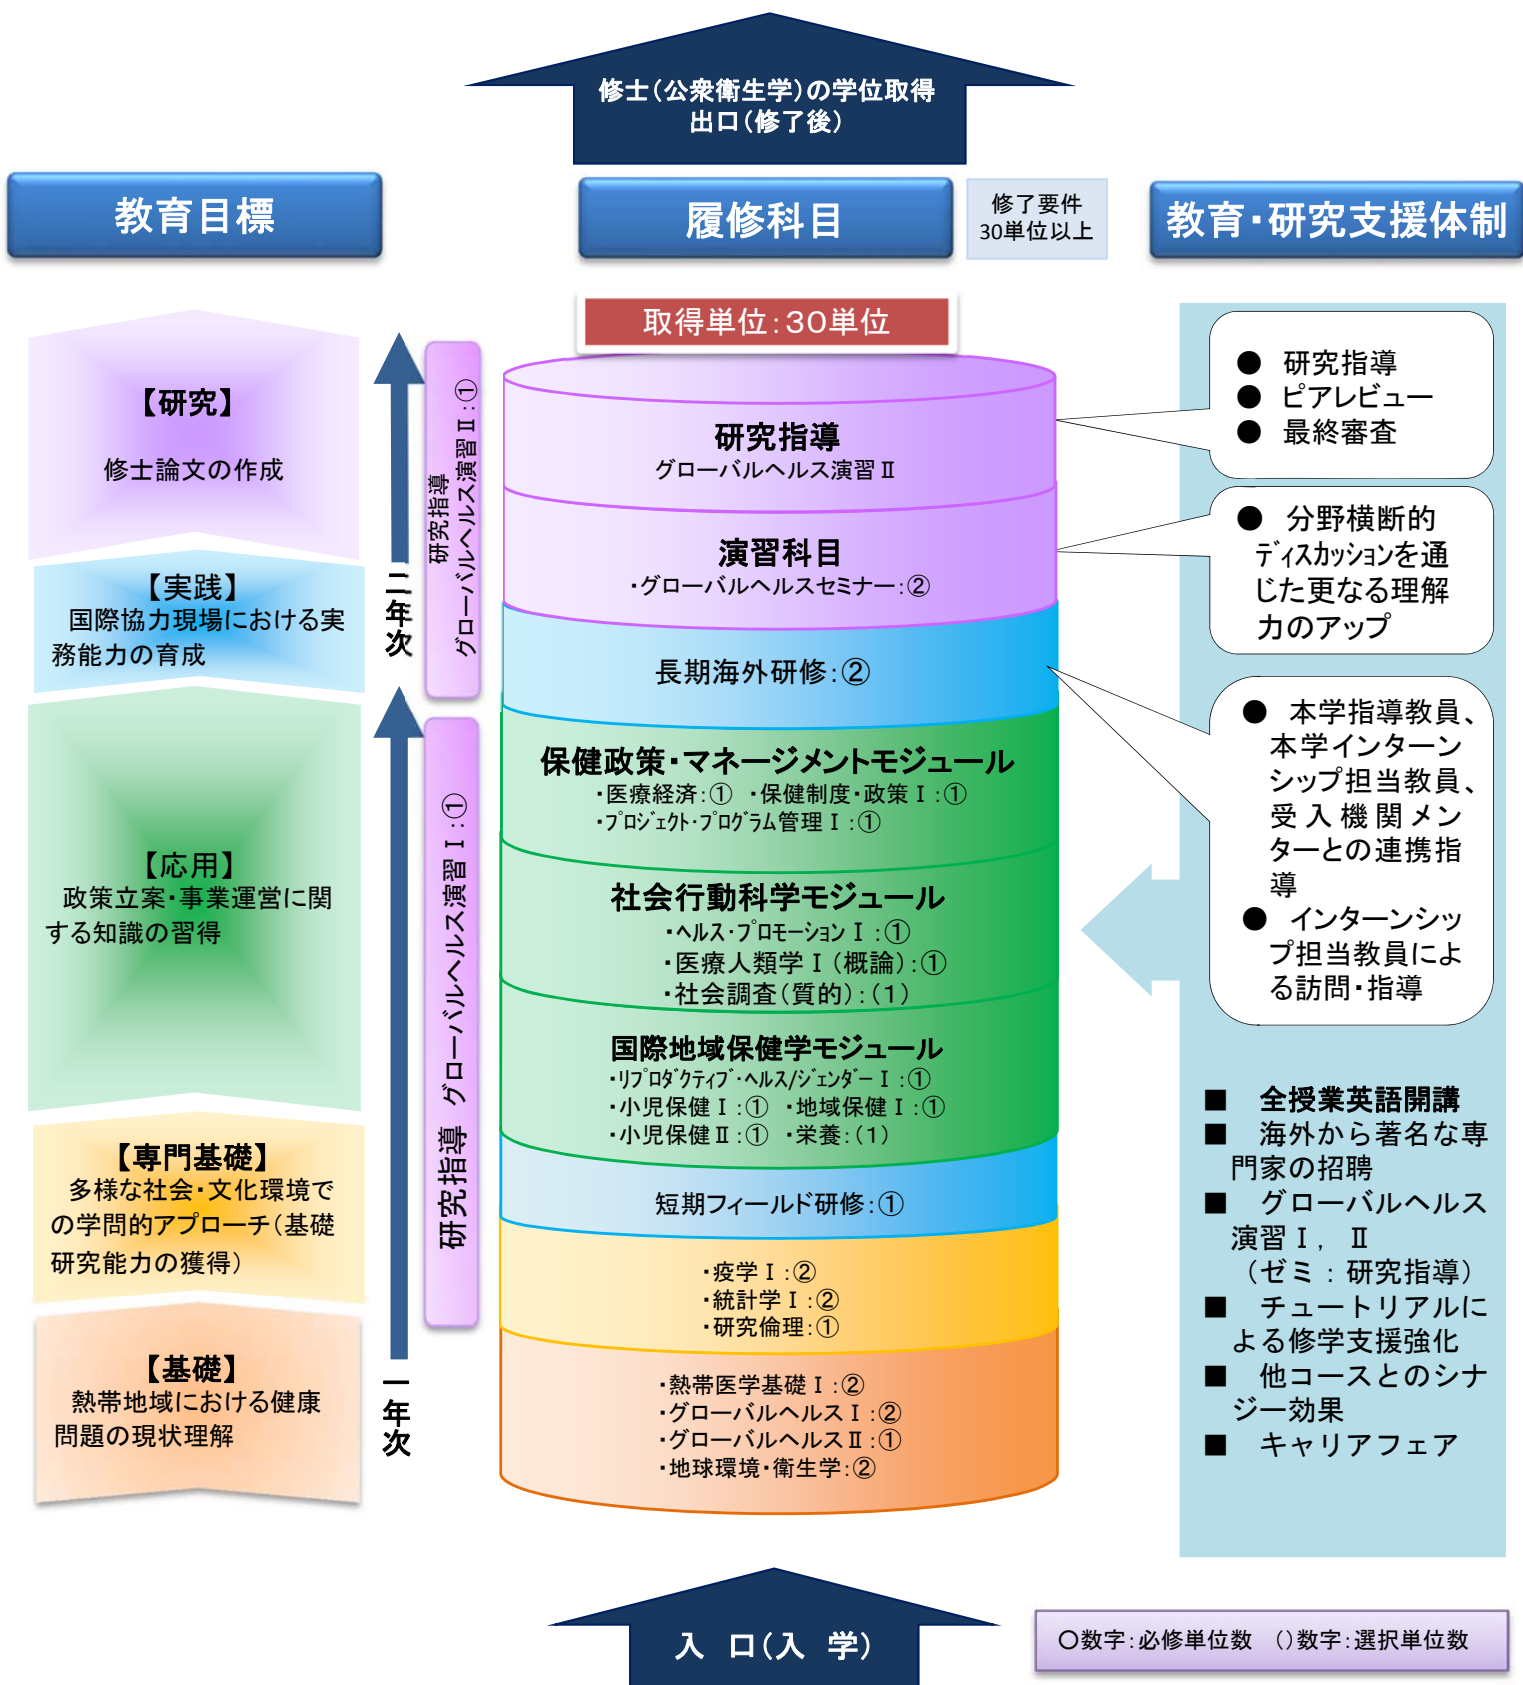 修士(公衆衛生学)の学位取得
出口(修了後)
教育目標
履修科目
修了要件
30単位以上
教育・研究支援体制
取得単位:30単位
【研究】
修士論文の作成
【実践】
国際協力現場における実
務能力の育成
【応用】
政策立案・事業運営に関
する知識の習得
【専門基礎】
多様な社会・文化環境で
の学問的アプローチ(基礎
研究能力の獲得)
【基礎】
熱帯地域における健康
問題の現状理解
二年次
一年次
研究指導
グローバルヘルス演習Ⅱ:①
研究指導 グローバルヘルス演習Ⅰ:①
研究指導
グローバルヘルス演習Ⅱ
演習科目
・グローバルヘルスセミナー:②
長期海外研修:②
保健政策・マネージメントモジュール
・医療経済:① ・保健制度・政策Ⅰ:①
・プロジェクト・プログラム管理Ⅰ:①
社会行動科学モジュール
・ヘルス・プロモーションⅠ:①
・医療人類学Ⅰ(概論):①
・社会調査(質的):(1)
国際地域保健学モジュール
・リプロダクティブ・ヘルス/ジェンダーⅠ:①
・小児保健Ⅰ:① ・地域保健Ⅰ:①
・小児保健Ⅱ:① ・栄養:(1)
短期フィールド研修:①
・疫学Ⅰ:②
・統計学Ⅰ:②
・研究倫理:①
・熱帯医学基礎Ⅰ:②
・グローバルヘルスⅠ:②
・グローバルヘルスⅡ:①
・地球環境・衛生学:②
● 研究指導
● ピアレビュー
● 最終審査
● 分野横断的
ディスカッションを通
じた更なる理解
力のアップ
● 本学指導教員、
本学インターン
シップ担当教員、
受入機関メン
ターとの連携指
導
● インターンシッ
プ担当教員によ
る訪問・指導
■ 全授業英語開講
■ 海外から著名な専
門家の招聘
■ グローバルヘルス
演習Ⅰ, Ⅱ
(ゼミ:研究指導)
■ チュートリアルに
よる修学支援強化
■ 他コースとのシナ
ジー効果
■ キャリアフェア
入 口(入 学)
○数字:必修単位数 ()数字:選択単位数